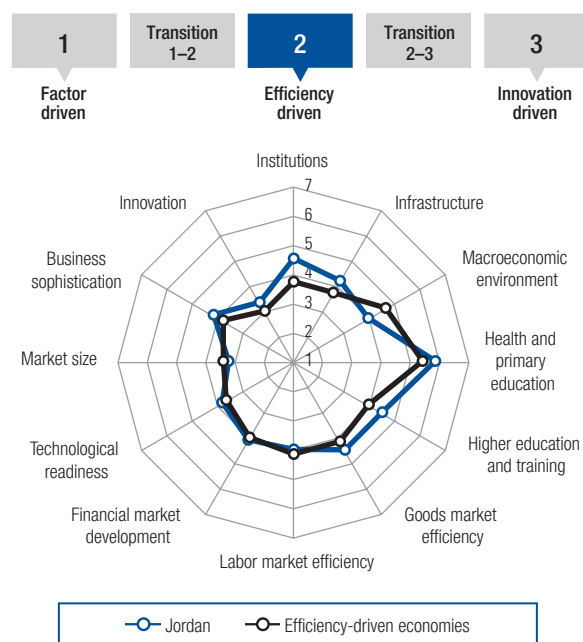 1
Transition
1–2
2
Transition
2–3
3
Factor
driven
Efficiency
driven
Innovation
driven
Institutions
7
Innovation
6
Infrastructure
5
Business
sophistication
4
Macroeconomic
environment
3
2
Market size
1
Health and
primary
education
Technological
readiness
Higher education
and training
Financial market
development
Goods market
efficiency
Labor market efficiency
Jordan
Efficiency-driven economies